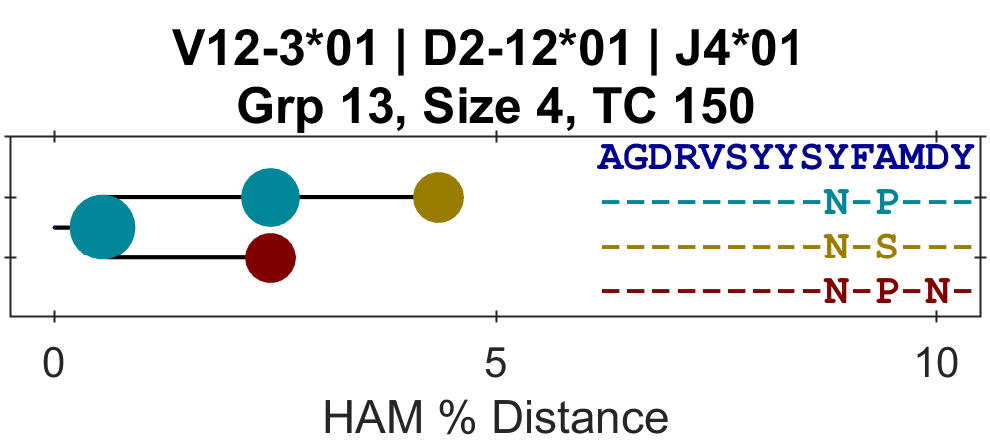 V12-3*01 | D2-12*01 | J4*01
Grp 13, Size 4, TC 150
AGDRVSYYSYFAMDY
---------N-P---
---------N-S---
---------N-P-N-
0 5 10
HAM % Distance